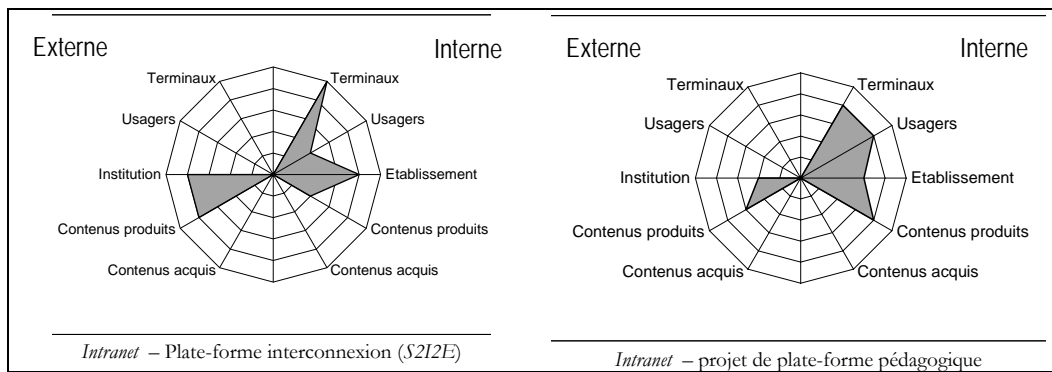 Externe
Interne
Terminaux
Terminaux
Usagers
Usagers
Institution
Etablissement
Contenus produits
Contenus produits
Contenus acquis
Contenus acquis
Intranet – Plate-forme interconnexion (S2I2E)
Externe
Interne
Terminaux
Terminaux
Usagers
Usagers
Institution
Etablissement
Contenus produits
Contenus produits
Contenus acquis
Contenus acquis
Intranet – projet de plate-forme pédagogique